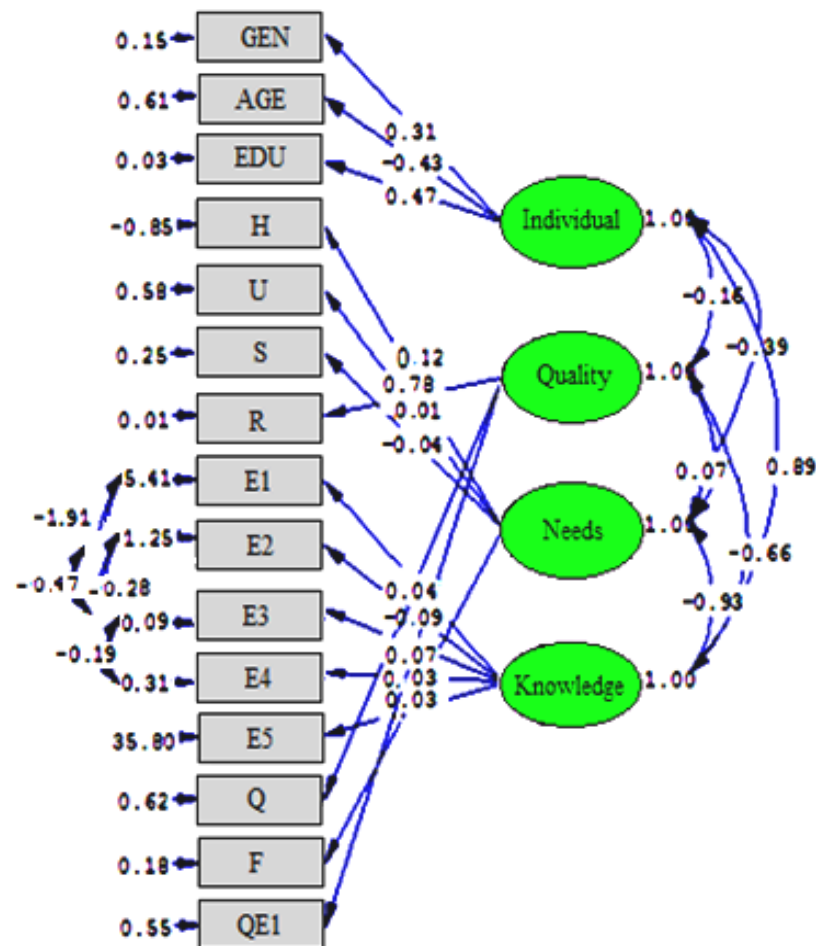 0.15 GEN
0.61 AGE
0.31
-0.43
0.03 EDU
0.47
Individual 1.00
-0.85 H
0.58 U
-0.16
0.25 S
0.12
-0.39
0.78
Quality 1.00
0.01 R
0.01
-0.04
5.61 E1
0.07
0.89
-1.91
1.25 E2
Needs 1.00
-0.66
-0.47
-0.28
0.04
-0.93
0.09 E3
-0.09
-0.19
0.07
0.31 E4
0.03
Knowledge 1.00
0.03
35.80 E5
0.62 Q
0.18 F
0.55 QE1